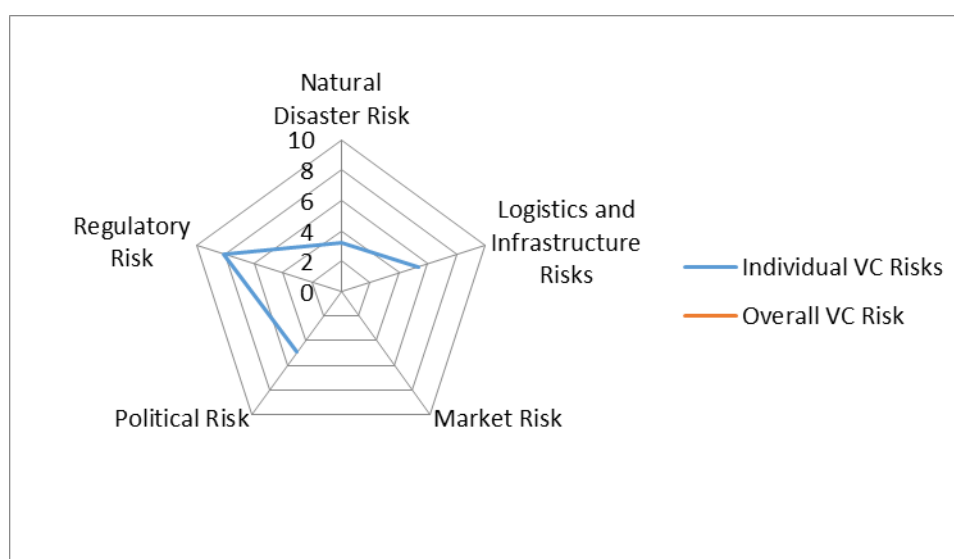 Natural
Disaster Risk
10
8
6
4
2
0
Logistics and
Infrastructure
Risks
Regulatory
Risk
Individual VC Risks
Overall VC Risk
Political Risk
Market Risk